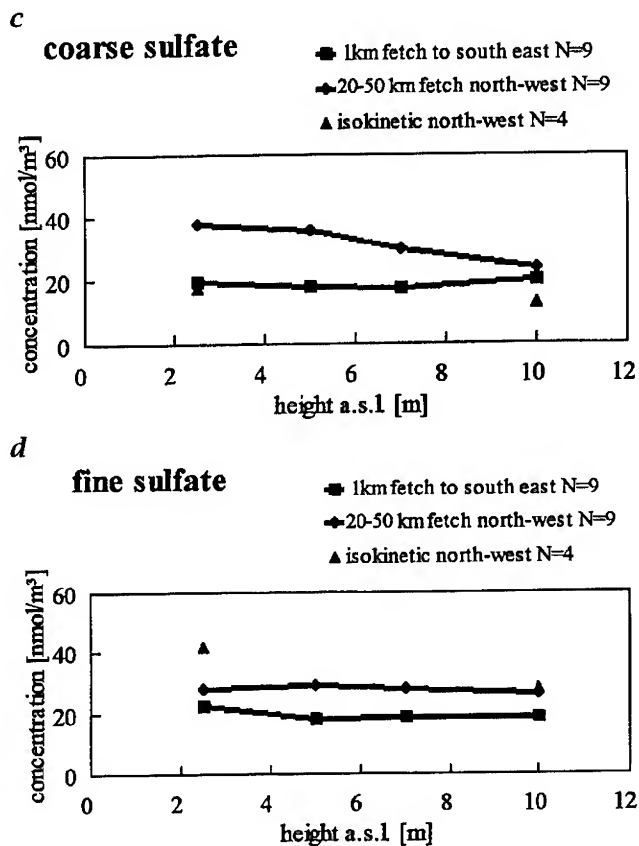 c
coarse sulfate
1km fetch to south east N=9
20-50 km fetch north-west N=9
isokinetic north-west N=4
concentration [nmol/m³]
60
40
20
0
0 2 4 6 8 10 12
height a.s.l [m]
d
fine sulfate
1km fetch to south east N=9
20-50 km fetch north-west N=9
isokinetic north-west N=4
concentration [nmol/m³]
60
40
20
0
0 2 4 6 8 10 12
height a.s.l [m]